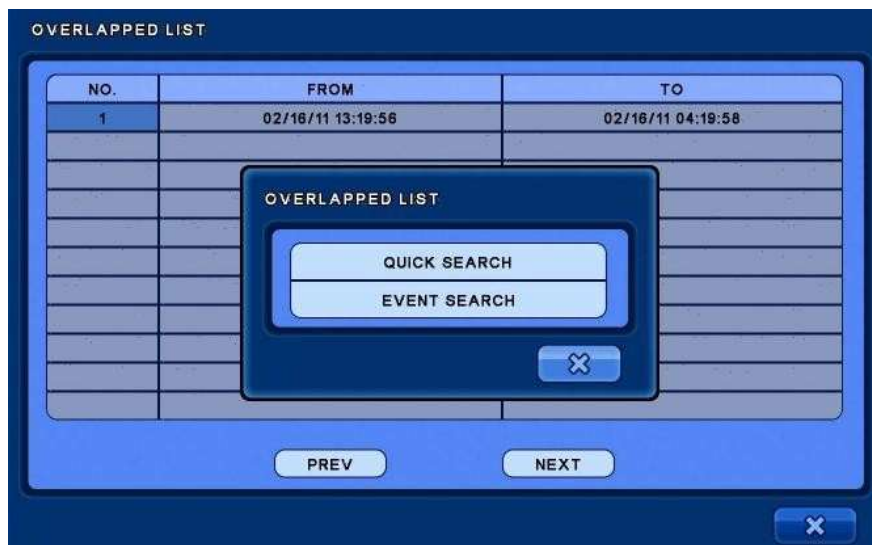 OVERLAPPED LIST
NO. FROM TO
1 02/16/11 13:19:56 02/16/11 04:19:58
OVERLAPPED LIST
QUICK SEARCH
EVENT SEARCH
PREV NEXT